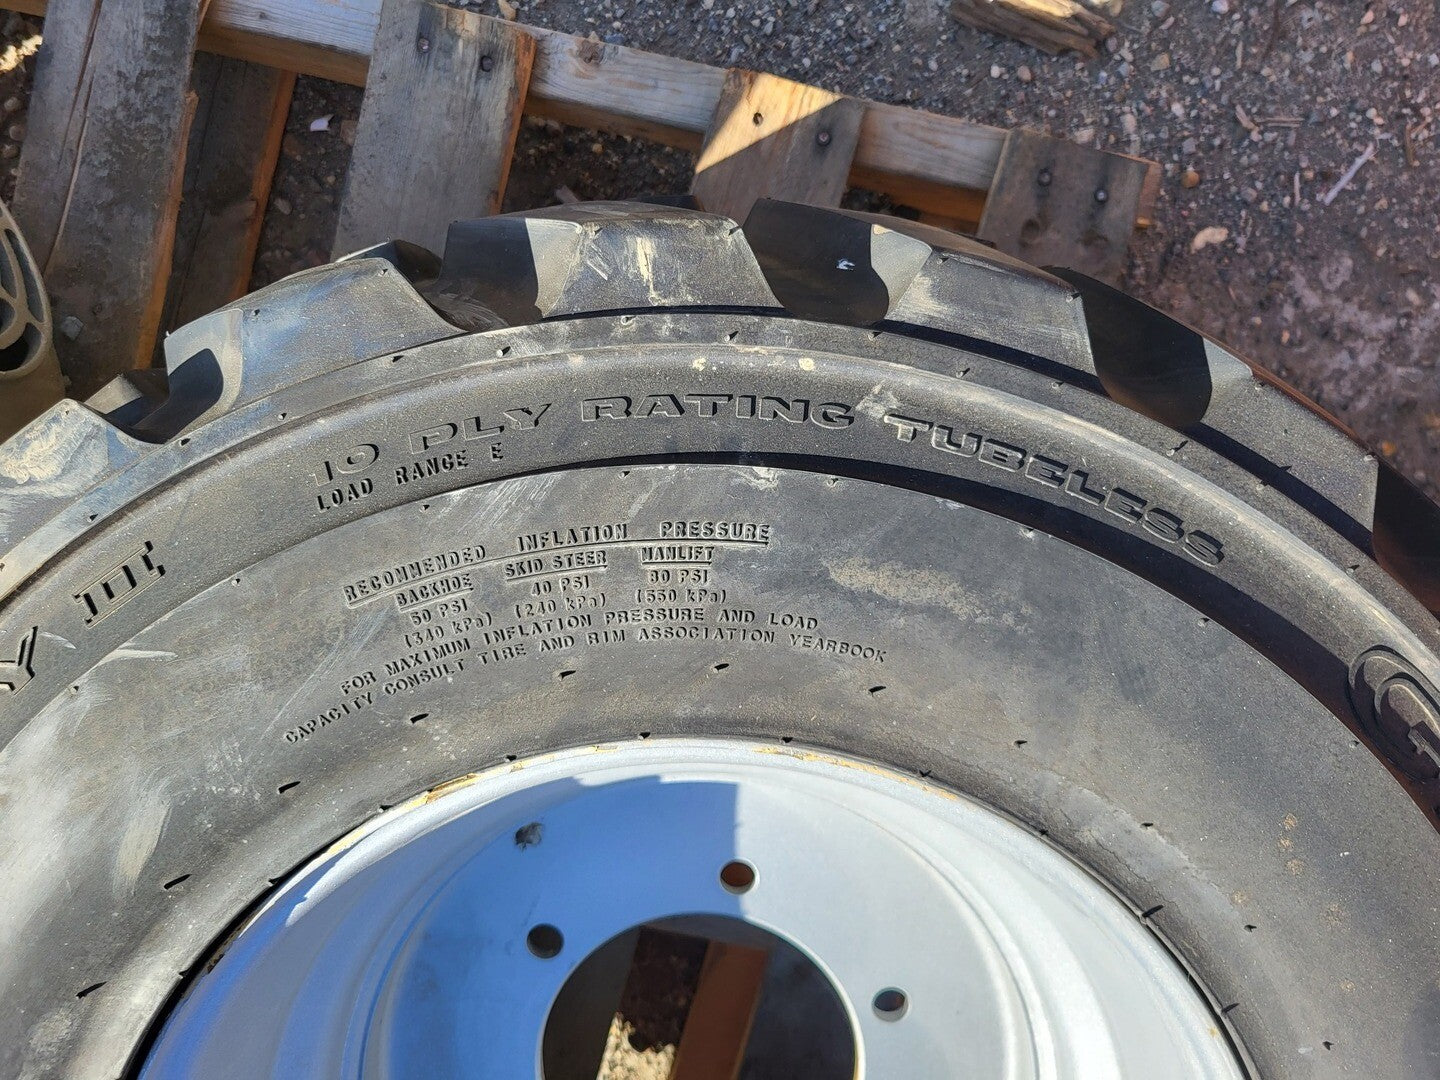 10 PLY RATING TUBELESS
LOAD RANGE E
Y III
RECOMMENDED INFLATION PRESSURE
BACKHOE SKID STEER MANLIFT
50 PSI 40 PSI 80 PSI
(340 kPa) (240 kPa) (550 kPa)
FOR MAXIMUM INFLATION PRESSURE AND LOAD
CAPACITY CONSULT TIRE AND RIM ASSOCIATION YEARBOOK
G